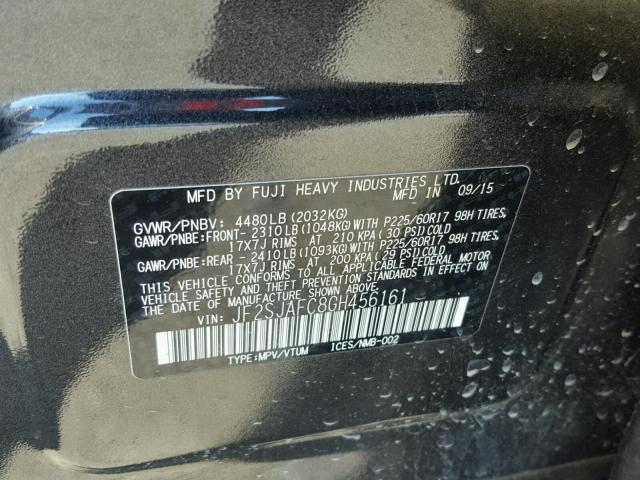 MFD BY FUJI HEAVY INDUSTRIES LTD.
MFD IN 09/15
GVWR/PNBV: 4480LB (2032KG)
GAWR/PNBE:FRONT- 2310LB (1048KG)WITH P225/60R17 98H TIRES,
17X7J RIMS AT 210 KPA (30 PSI)COLD
GAWR/PNBE:REAR - 2410LB (1093KG)WITH P225/60R17 98H TIRES,
17X7J RIMS AT 200 KPA (29 PSI)COLD
THIS VEHICLE CONFORMS TO ALL APPLICABLE FEDERAL MOTOR
VEHICLE SAFETY AND THEFT PREVENTION STANDARDS IN EFFECT
ON THE DATE OF MANUFACTURE SHOWN ABOVE.
VIN: JF2SJAFC8GH456161
TYPE:MPV/VTUM ICES/NMB-002